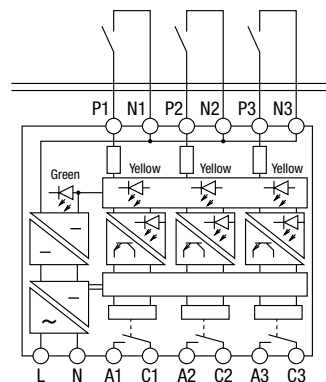 P1 N1 P2 N2 P3 N3
Green Yellow Yellow Yellow
L N A1 C1 A2 C2 A3 C3